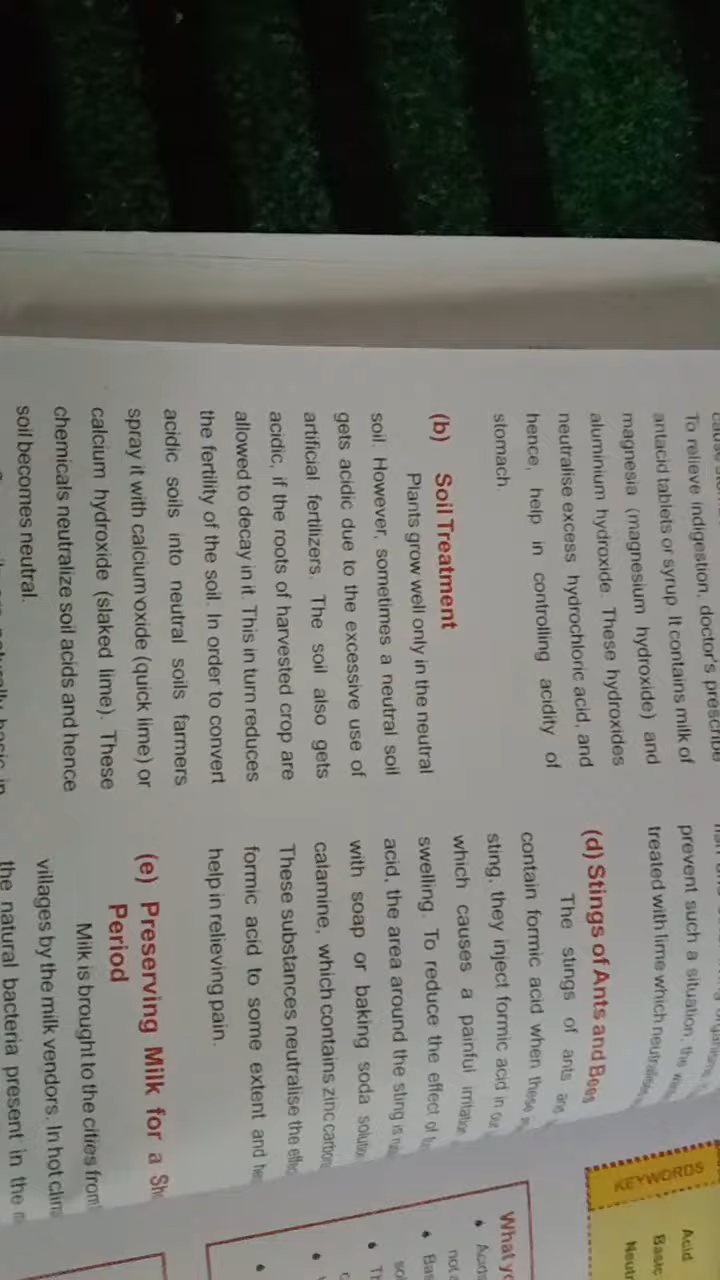 To relieve indigestion, doctor's prescribe
antacid tablets or syrup. It contains milk of
magnesia (magnesium hydroxide) and
aluminium hydroxide. These hydroxides
neutralise excess hydrochloric acid, and
hence, help in controlling acidity of
stomach.
(b) Soil Treatment
Plants grow well only in the neutral
soil. However, sometimes a neutral soil
gets acidic due to the excessive use of
artificial fertilizers. The soil also gets
acidic, if the roots of harvested crop are
allowed to decay in it. This in turn reduces
the fertility of the soil. In order to convert
acidic soils into neutral soils farmers
spray it with calcium oxide (quick lime) or
calcium hydroxide (slaked lime). These
chemicals neutralize soil acids and hence
soil becomes neutral.
prevent such a situation, the
treated with lime which
(d) Stings of Ants and Bees
The stings of ants
contain formic acid when these
sting, they inject formic acid in
which causes a painful irritation
swelling. To reduce the effect of
acid, the area around the sting is
with soap or baking soda
calamine, which contains zinc
These substances neutralise the
formic acid to some extent and
help in relieving pain.
(e) Preserving Milk for a
Period
Milk is brought to the cities from
villages by the milk vendors. In hot
the natural bacteria present in the
KEYWORDS
Acid
Basic
What